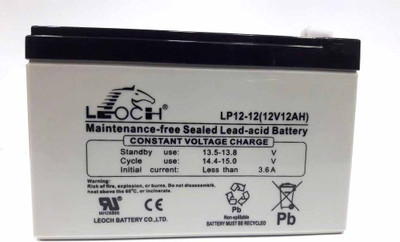 LEOCH
LP12-12(12V12AH)
Maintenance-free Sealed Lead-acid Battery
CONSTANT VOLTAGE CHARGE
Standby use: 13.5-13.8 V
Cycle use: 14.4-15.0 V
Initial current: Less than 3.6A
Warning:
Risk of fire, explosion, or burns. Do not disassemble,
heat above the 60°C, or incinerate.
LEOCH BATTERY CO.,LTD.
Non-spillable
BATTERY MUST BE RECYCLED
Pb